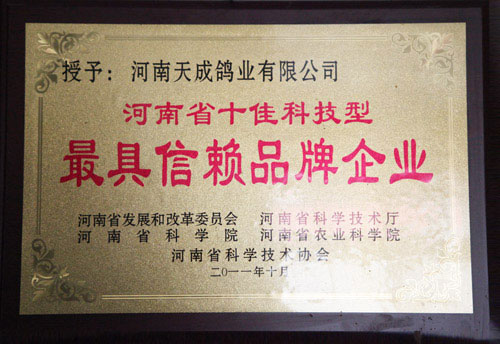 授予：河南天成鸽业有限公司
河南省十佳科技型
最具信赖品牌企业
河南省发展和改革委员会 河南省科学技术厅
河南省科学院 河南省农业科学院
河南省科学技术协会
二〇一一年十月